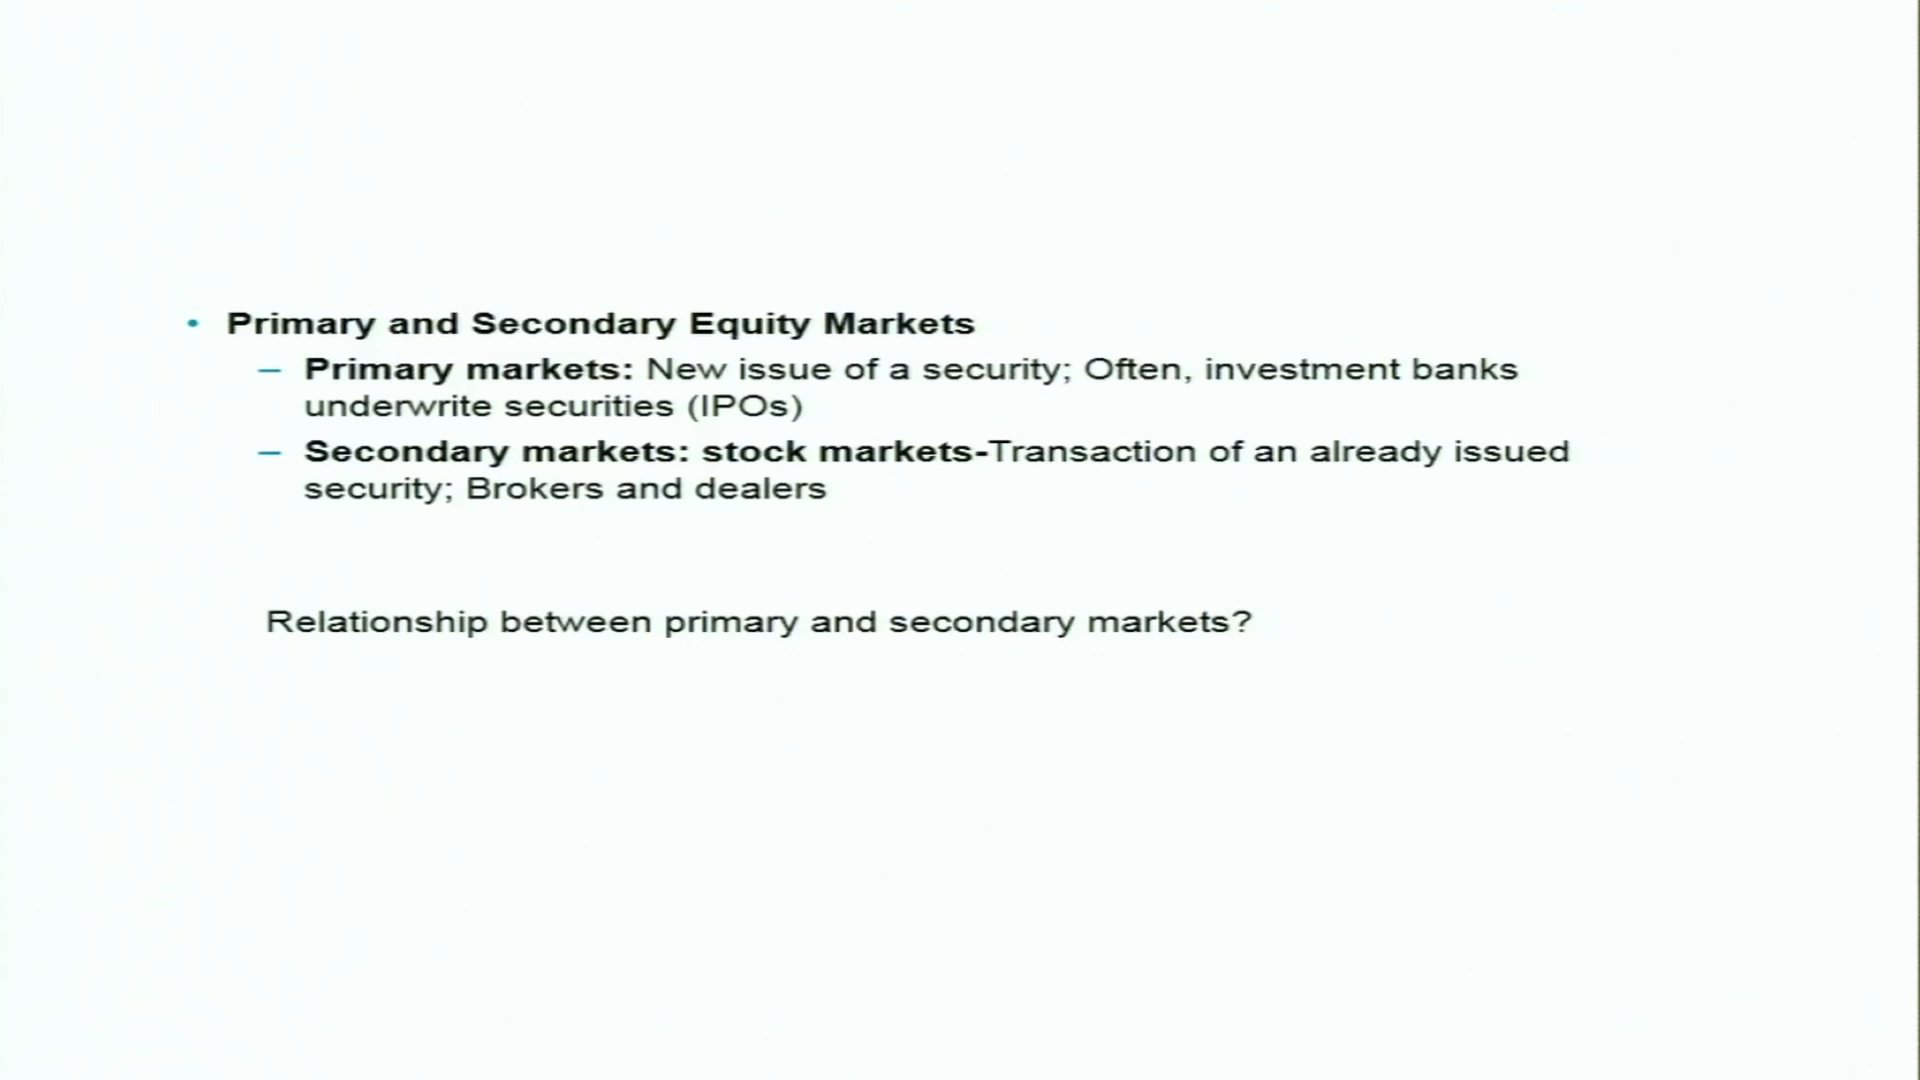 • Primary and Secondary Equity Markets
– Primary markets: New issue of a security; Often, investment banks
underwrite securities (IPOs)
– Secondary markets: stock markets-Transaction of an already issued
security; Brokers and dealers
Relationship between primary and secondary markets?